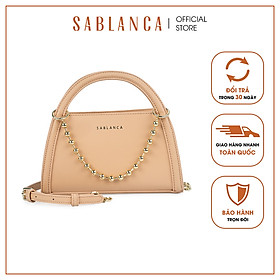 SABLANCA
OFFICIAL
STORE
SABLANCA
ĐỔI TRẢ
TRONG 30 NGÀY
GIAO HÀNG NHANH
TOÀN QUỐC
BẢO HÀNH
TRỌN ĐỜI